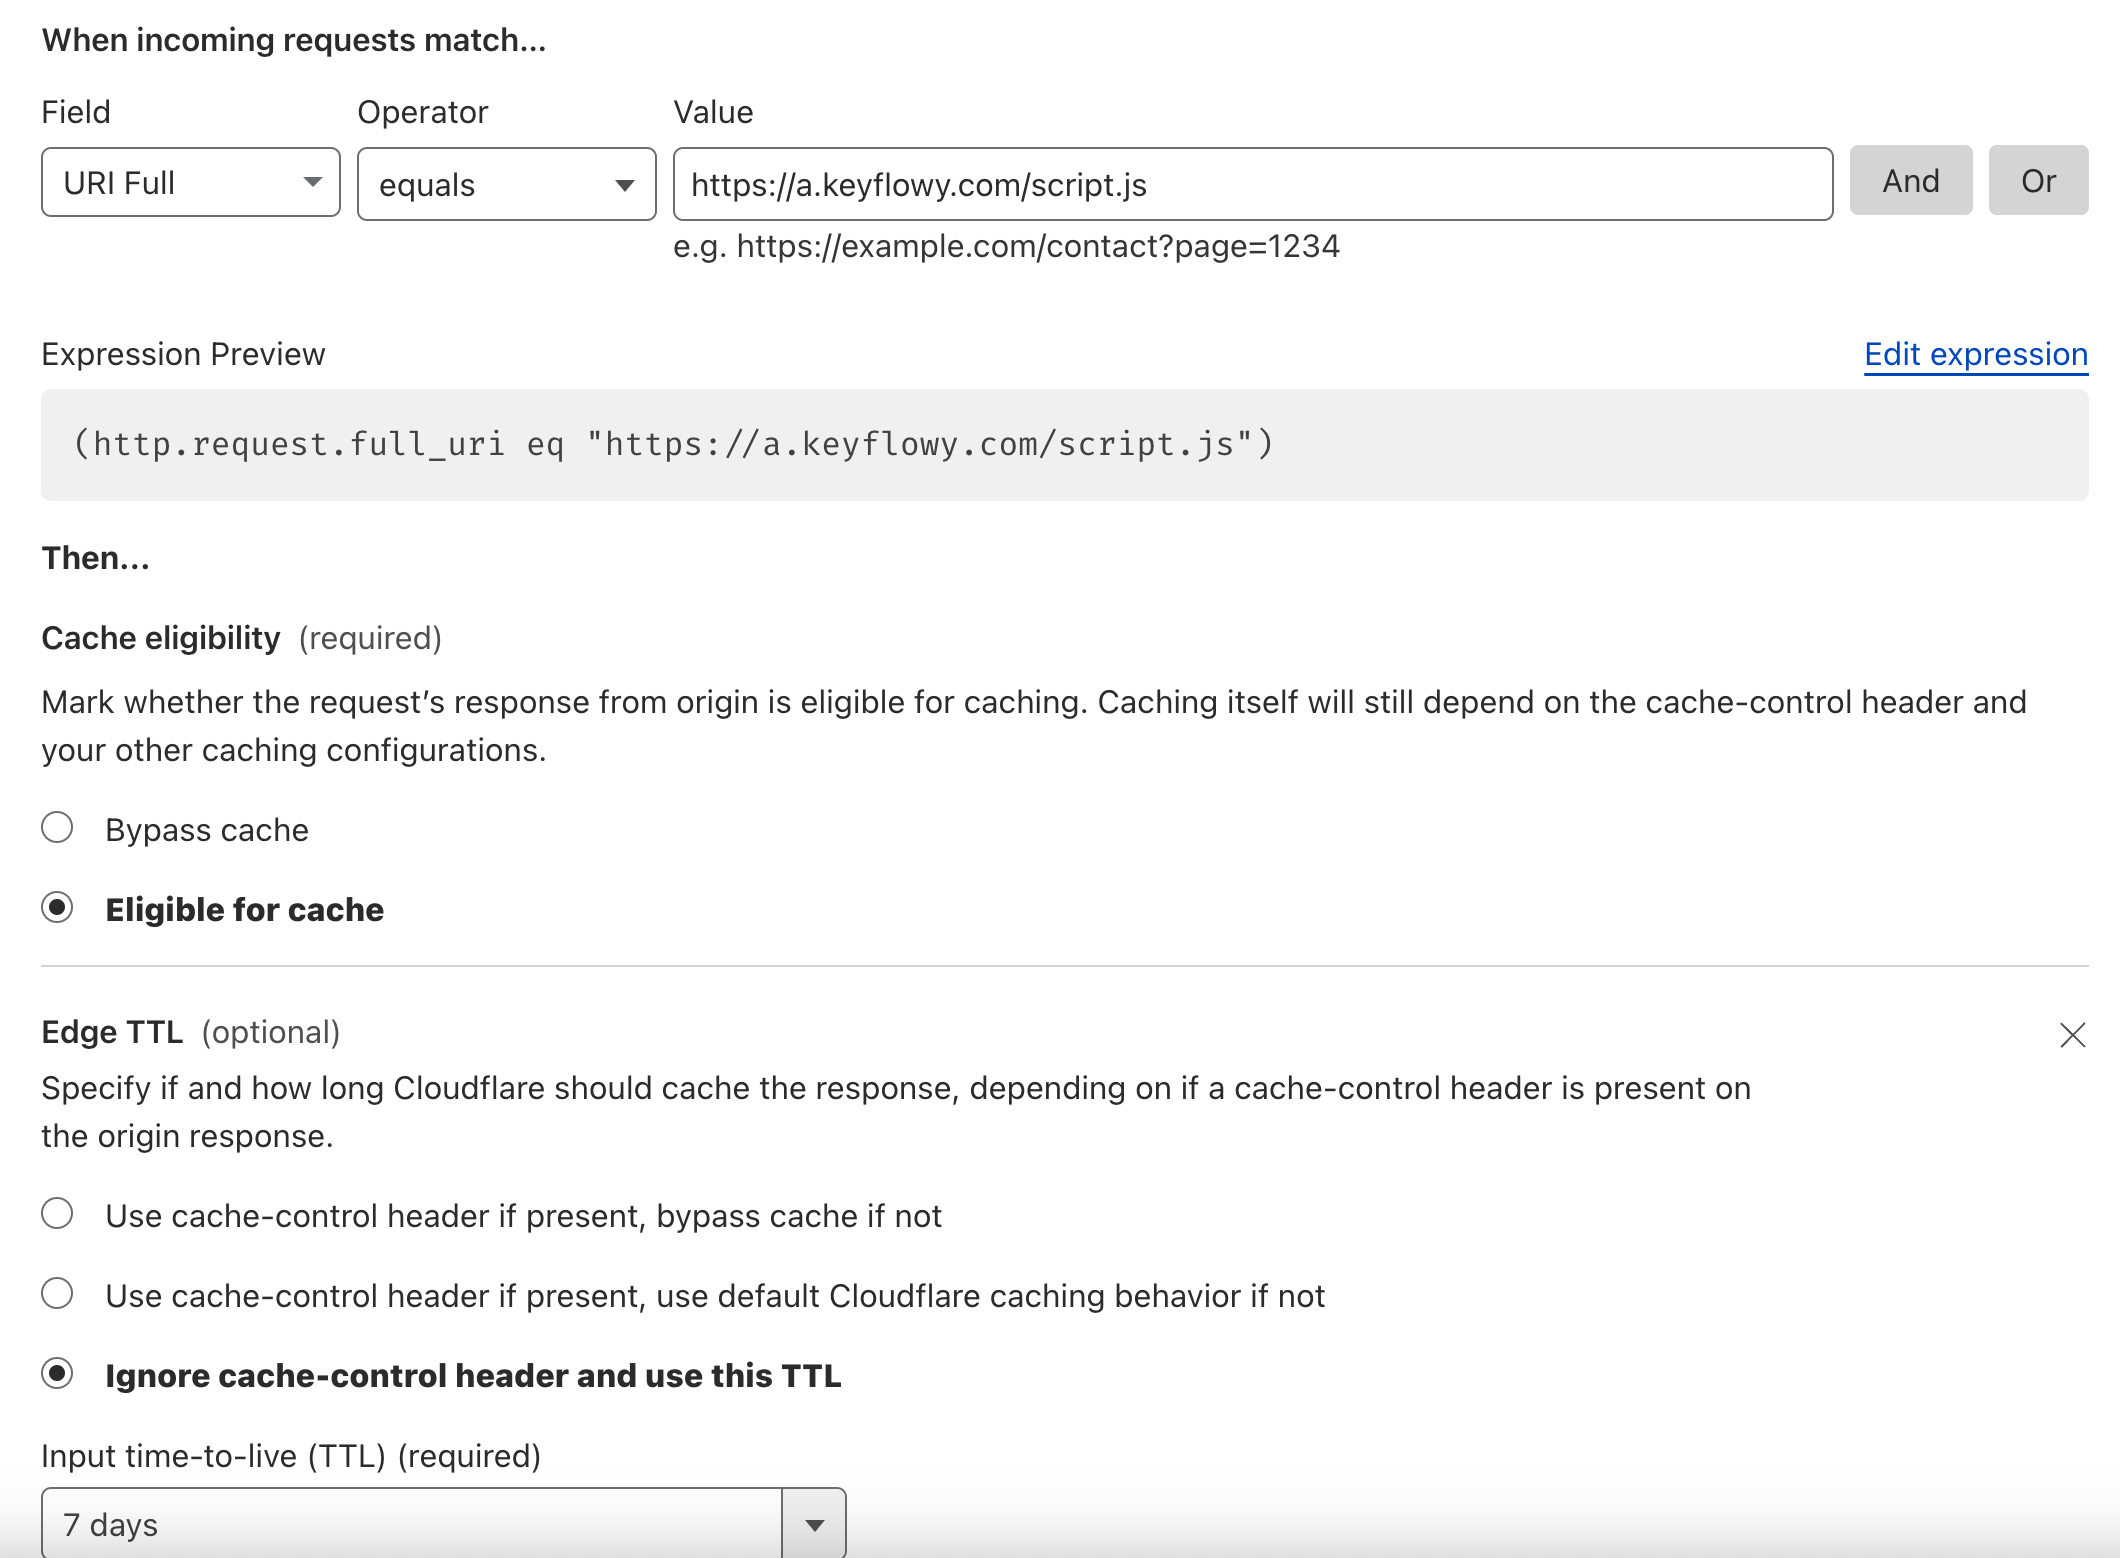 When incoming requests match...
Field Operator Value
URI Full equals https://a.keyflowy.com/script.js And Or
e.g. https://example.com/contact?page=1234
Expression Preview Edit expression
(http.request.full_uri eq "https://a.keyflowy.com/script.js")
Then...
Cache eligibility (required)
Mark whether the request’s response from origin is eligible for caching. Caching itself will still depend on the cache-control header and
your other caching configurations.
Bypass cache
Eligible for cache
Edge TTL (optional)
Specify if and how long Cloudflare should cache the response, depending on if a cache-control header is present on
the origin response.
Use cache-control header if present, bypass cache if not
Use cache-control header if present, use default Cloudflare caching behavior if not
Ignore cache-control header and use this TTL
Input time-to-live (TTL) (required)
7 days